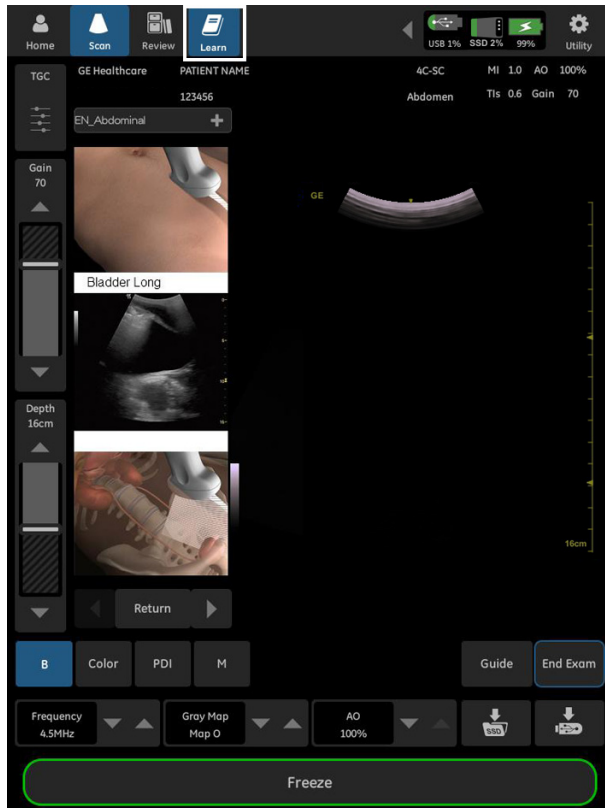 Home
Scan
Review
Learn
USB 1%
SSD 2%
99%
Utility
TGC
GE Healthcare
PATIENT NAME
4C-SC
MI 1.0 AO 100%
123456
Abdomen
TIs 0.6 Gain 70
EN_Abdominal
Gain
70
GE
Bladder Long
Depth
16cm
16cm
Return
B
Color
PDI
M
Guide
End Exam
Frequency
4.5MHz
Gray Map
Map O
AO
100%
SSD
Freeze